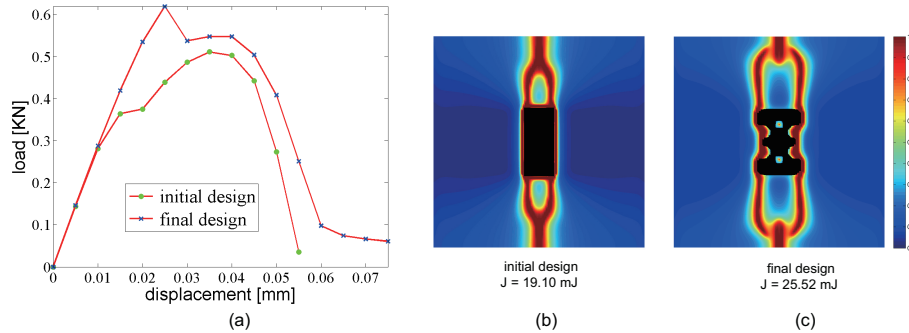 load [KN]
0.6
0.5
0.4
0.3
0.2
0.1
0
initial design
final design
0 0.01 0.02 0.03 0.04 0.05 0.06 0.07
displacement [mm]
initial design
J = 19.10 mJ
final design
J = 25.52 mJ
(a) (b) (c)